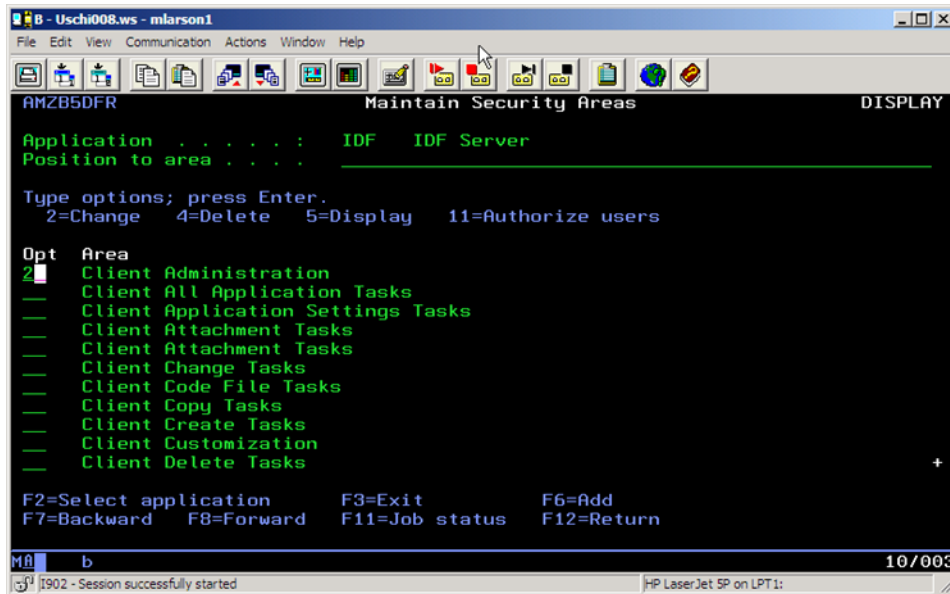 B - Uschi008.ws - mlarson1
File Edit View Communication Actions Window Help
AMZB5DFR Maintain Security Areas DISPLAY
Application . . . . . : IDF IDF Server
Position to area . . . .
Type options; press Enter.
2=Change 4=Delete 5=Display 11=Authorize users
Opt Area
2 Client Administration
Client All Application Tasks
Client Application Settings Tasks
Client Attachment Tasks
Client Attachment Tasks
Client Change Tasks
Client Code File Tasks
Client Copy Tasks
Client Create Tasks
Client Customization
Client Delete Tasks +
F2=Select application F3=Exit F6=Add
F7=Backward F8=Forward F11=Job status F12=Return
MA b 10/003
I902 - Session successfully started HP LaserJet 5P on LPT1: